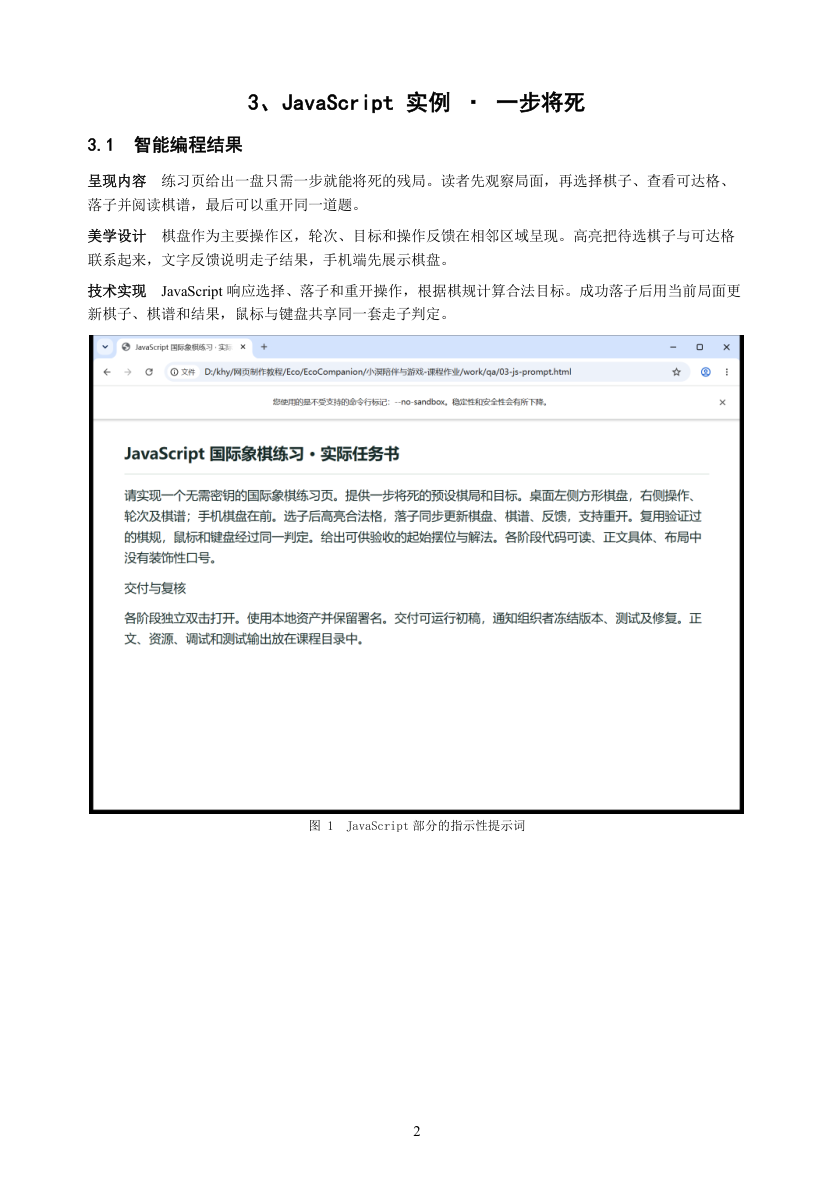 3、JavaScript 实例 · 一步将死
3.1 智能编程结果
呈现内容 练习页给出一盘只需一步就能将死的残局。读者先观察局面，再选择棋子、查看可达格、
落子并阅读棋谱，最后可以重开同一道题。
美学设计 棋盘作为主要操作区，轮次、目标和操作反馈在相邻区域呈现。高亮把待选棋子与可达格
联系起来，文字反馈说明走子结果，手机端先展示棋盘。
技术实现 JavaScript 响应选择、落子和重开操作，根据棋规计算合法目标。成功落子后用当前局面更
新棋子、棋谱和结果，鼠标与键盘共享同一套走子判定。
JavaScript 国际象棋练习 · 实际
文件 D:/khy/网页制作教程/Eco/EcoCompanion/小溟陪伴与游戏-课程作业/work/qa/03-js-prompt.html
您使用的是不受支持的命令行标记：--no-sandbox。稳定性和安全性会有所下降。
JavaScript 国际象棋练习 · 实际任务书
请实现一个无需密钥的国际象棋练习页。提供一步将死的预设棋局和目标。桌面左侧方形棋盘，右侧操作、
轮次及棋谱；手机棋盘在前。选子后高亮合法格，落子同步更新棋盘、棋谱、反馈，支持重开。复用验证过
的棋规，鼠标和键盘经过同一判定。给出可供验收的起始摆位与解法。各阶段代码可读、正文具体、布局中
没有装饰性口号。
交付与复核
各阶段独立双击打开。使用本地资产并保留署名。交付可运行初稿，通知组织者冻结版本、测试及修复。正
文、资源、调试和测试输出放在课程目录中。
图 1 JavaScript 部分的指示性提示词
2